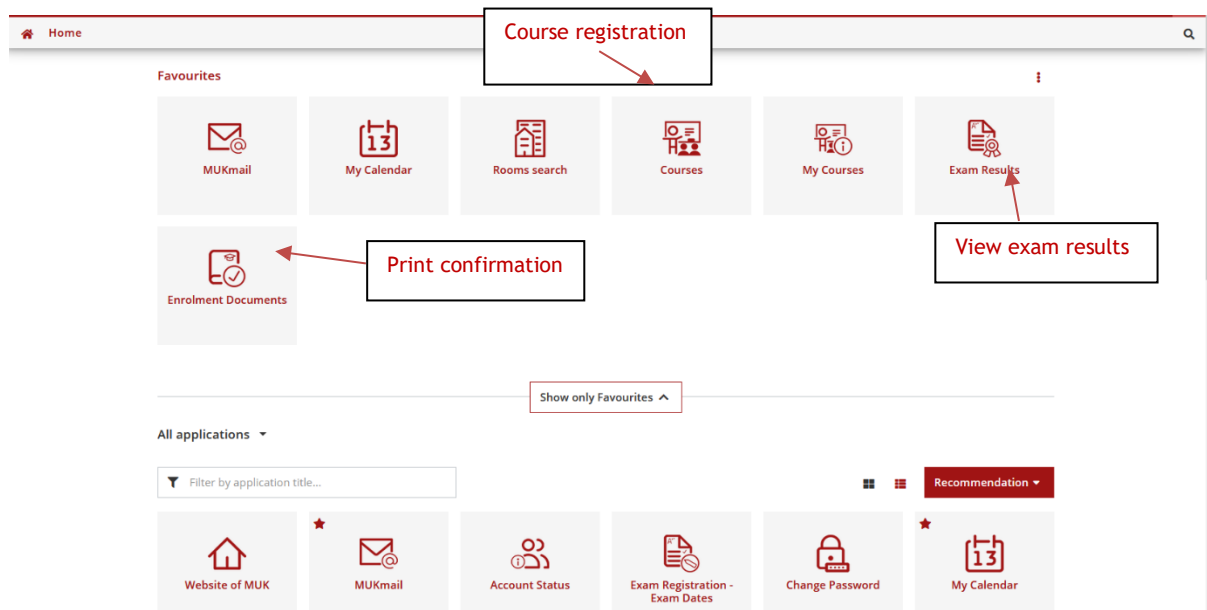 Course registration
Home
Favourites
13
MUKmail
My Calendar
Rooms search
Courses
My Courses
Exam Results
View exam results
Print confirmation
Enrolment Documents
Show only Favourites
All applications
Filter by application title...
Recommendation
13
Website of MUK
MUKmail
Account Status
Exam Registration -
Exam Dates
Change Password
My Calendar